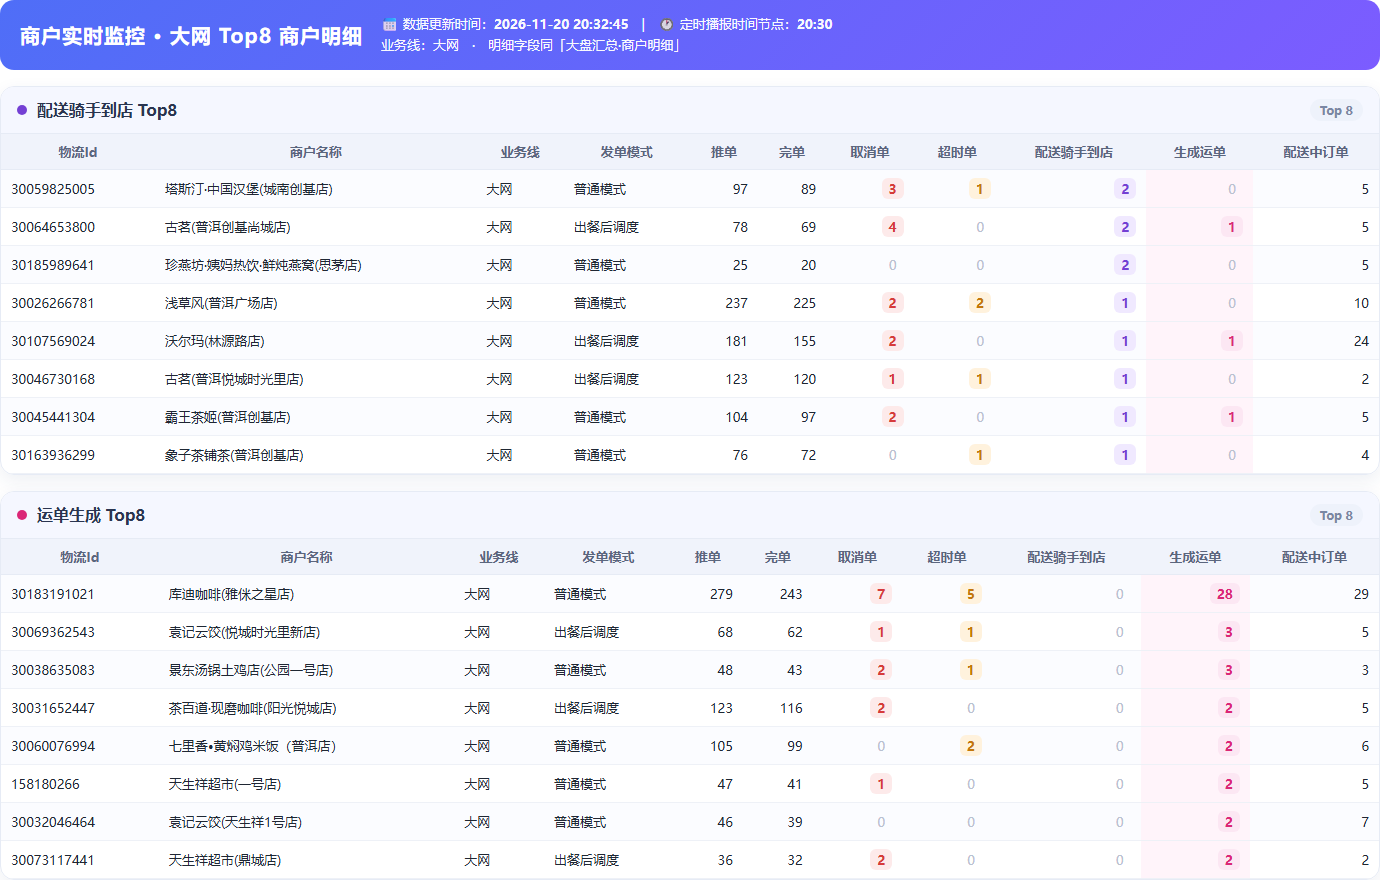 商户实时监控 · 大网 Top8 商户明细
数据更新时间：2026-11-20 20:32:45 | 定时播报时间节点：20:30
业务线：大网 · 明细字段同「大盘汇总·商户明细」
配送骑手到店 Top8 Top 8
物流Id 商户名称 业务线 发单模式 推单 完单 取消单 超时单 配送骑手到店 生成运单 配送中订单
30059825005 塔斯汀·中国汉堡(城南创基店) 大网 普通模式 97 89 3 1 2 0 5
30064653800 古茗(普洱创基尚城店) 大网 出餐后调度 78 69 4 0 2 1 5
30185989641 珍燕坊·姨妈热饮·鲜炖燕窝(思茅店) 大网 普通模式 25 20 0 0 2 0 5
30026266781 浅草风(普洱广场店) 大网 普通模式 237 225 2 2 1 0 10
30107569024 沃尔玛(林源路店) 大网 出餐后调度 181 155 2 0 1 1 24
30046730168 古茗(普洱悦城时光里店) 大网 出餐后调度 123 120 1 1 1 0 2
30045441304 霸王茶姬(普洱创基店) 大网 普通模式 104 97 2 0 1 1 5
30163936299 象子茶铺茶(普洱创基店) 大网 普通模式 76 72 0 1 1 0 4
运单生成 Top8 Top 8
物流Id 商户名称 业务线 发单模式 推单 完单 取消单 超时单 配送骑手到店 生成运单 配送中订单
30183191021 库迪咖啡(雅侎之星店) 大网 普通模式 279 243 7 5 0 28 29
30069362543 袁记云饺(悦城时光里新店) 大网 出餐后调度 68 62 1 1 0 3 5
30038635083 景东汤锅土鸡店(公园一号店) 大网 普通模式 48 43 2 1 0 3 3
30031652447 茶百道·现磨咖啡(阳光悦城店) 大网 出餐后调度 123 116 2 0 0 2 5
30060076994 七里香•黄焖鸡米饭（普洱店） 大网 普通模式 105 99 0 2 0 2 6
158180266 天生祥超市(一号店) 大网 普通模式 47 41 1 0 0 2 5
30032046464 袁记云饺(天生祥1号店) 大网 普通模式 46 39 0 0 0 2 7
30073117441 天生祥超市(鼎城店) 大网 出餐后调度 36 32 2 0 0 2 2